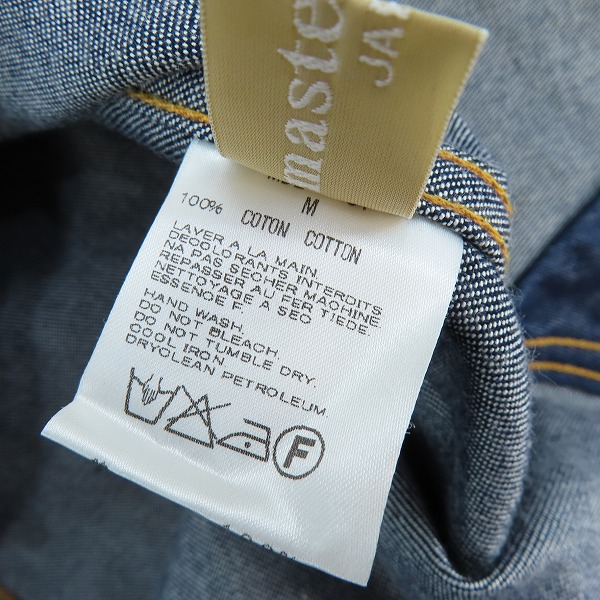 maste
JA
M
100% COTON COTTON
LAVER A LA MAIN.
DECOLORANTS INTERDITS
NA PAS SECHER MACHINE.
REPASSER AU FER TIEDE.
NETTOYAGE A SEC
ESSENCE F.
HAND WASH.
DO NOT BLEACH.
DO NOT TUMBLE DRY.
COOL IRON
DRYCLEAN PETROLEUM
F